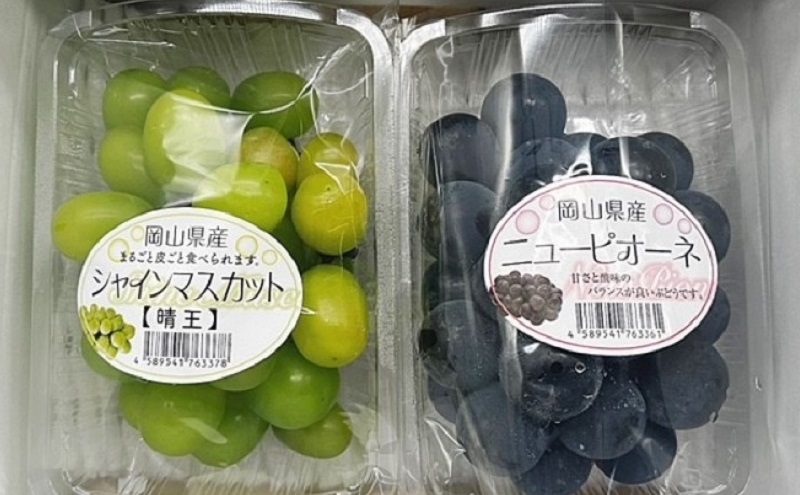 岡山県産
まるごと皮ごと食べられます。
シャインマスカット
【晴王】
4 589541 763378
岡山県産
ニューピオーネ
甘さと酸味の
バランスが良いぶどうです。
4 589541 763361